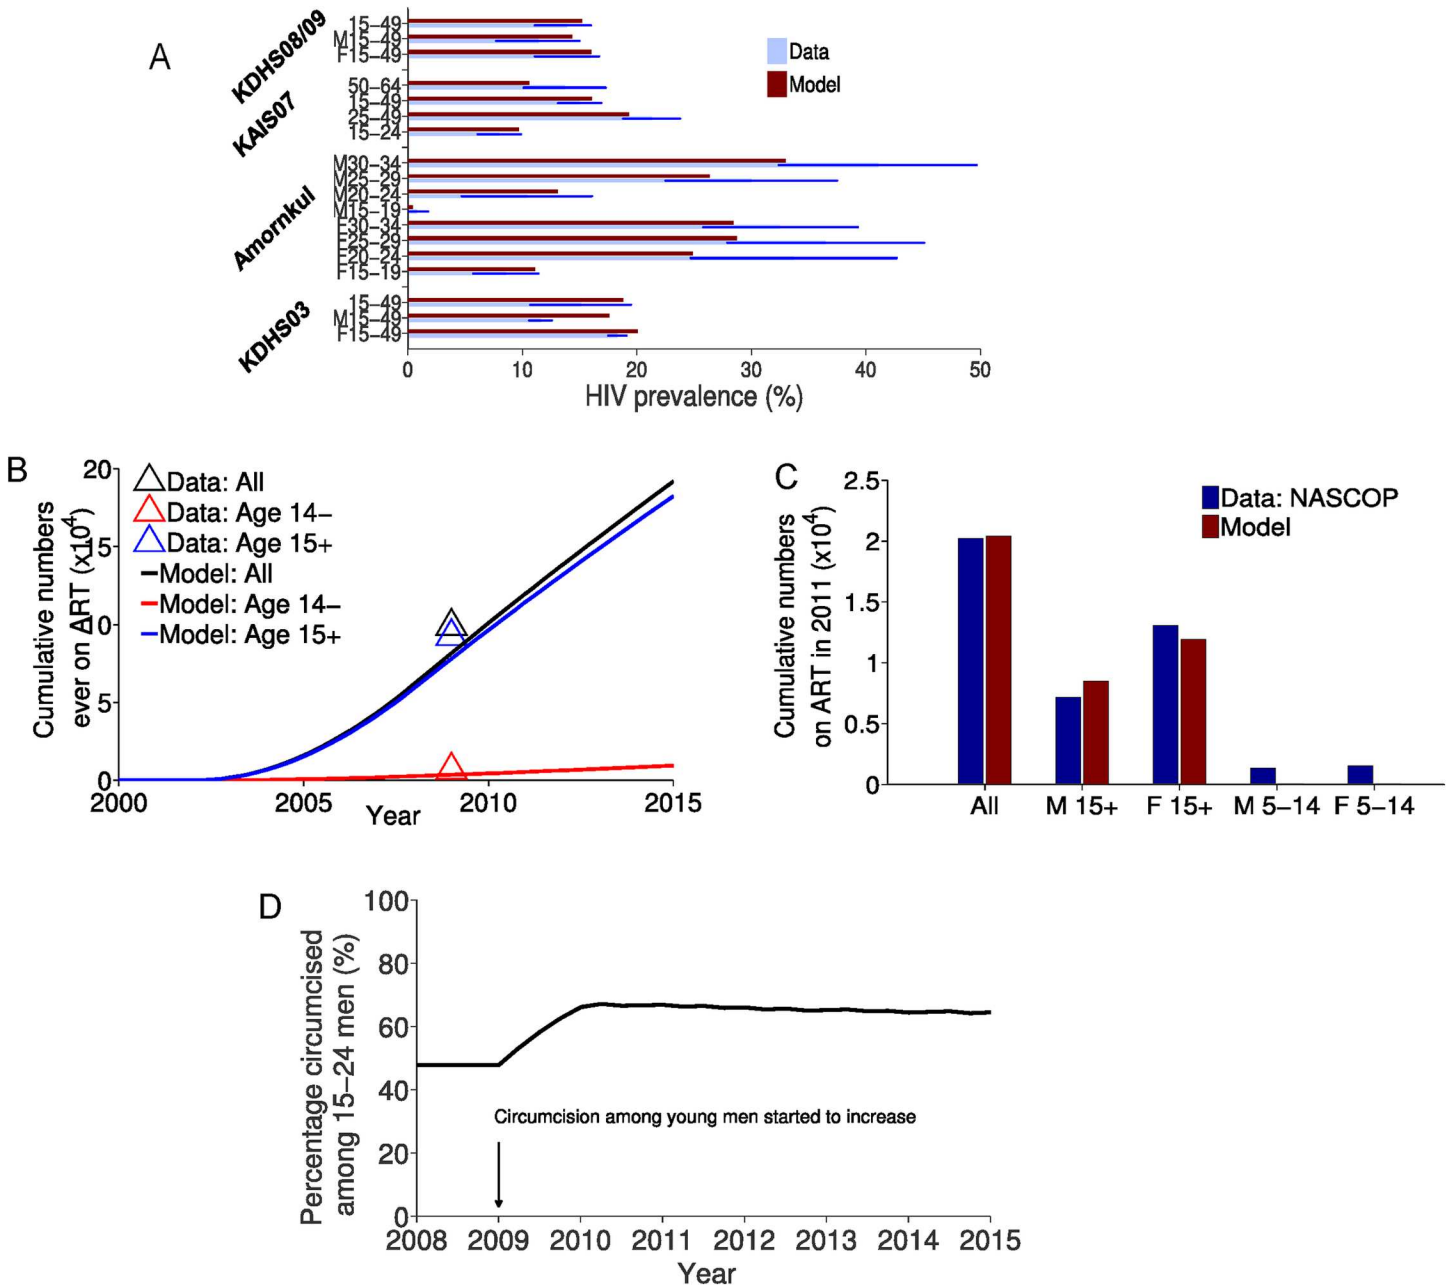 A
KDHS08/09
15–49
M15–49
F15–49
KAIS07
50–64
15–49
25–49
15–24
Amornkul
M30–34
M25–29
M20–24
M15–19
F30–34
F25–29
F20–24
F15–19
KDHS03
15–49
M15–49
F15–49
Data
Model
0 10 20 30 40 50
HIV prevalence (%)
B
Cumulative numbers
ever on ART (x10⁴)
20
15
10
5
0
Data: All
Data: Age 14–
Data: Age 15+
Model: All
Model: Age 14–
Model: Age 15+
2000 2005 2010 2015
Year
C
Cumulative numbers
on ART in 2011 (x10⁴)
2.5
2
1.5
1
0.5
0
Data: NASCOP
Model
All M 15+ F 15+ M 5–14 F 5–14
D
Percentage circumcised
among 15–24 men (%)
100
80
60
40
20
0
Circumcision among young men started to increase
2008 2009 2010 2011 2012 2013 2014 2015
Year